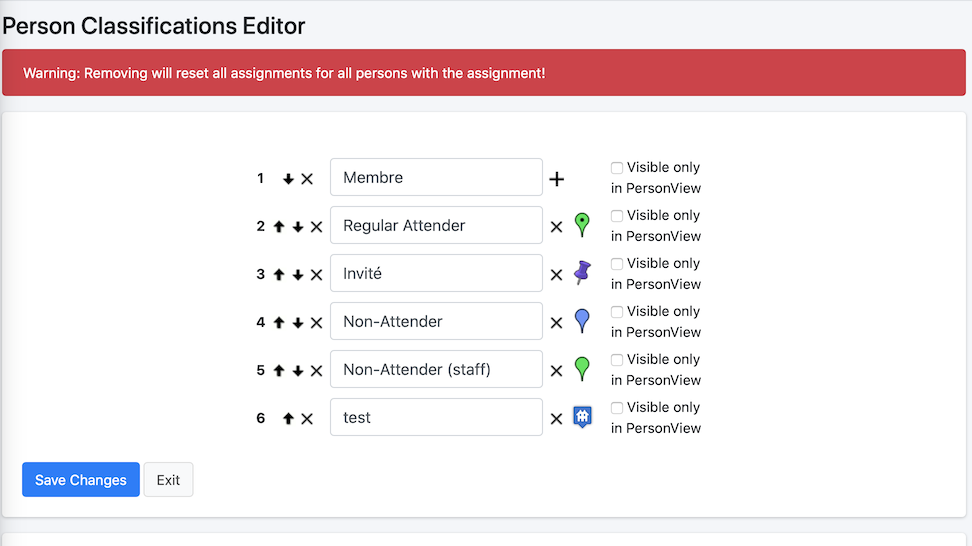 Person Classifications Editor
Warning: Removing will reset all assignments for all persons with the assignment!
1 Membre Visible only
in PersonView
2 Regular Attender Visible only
in PersonView
3 Invité Visible only
in PersonView
4 Non-Attender Visible only
in PersonView
5 Non-Attender (staff) Visible only
in PersonView
6 test Visible only
in PersonView
Save Changes Exit